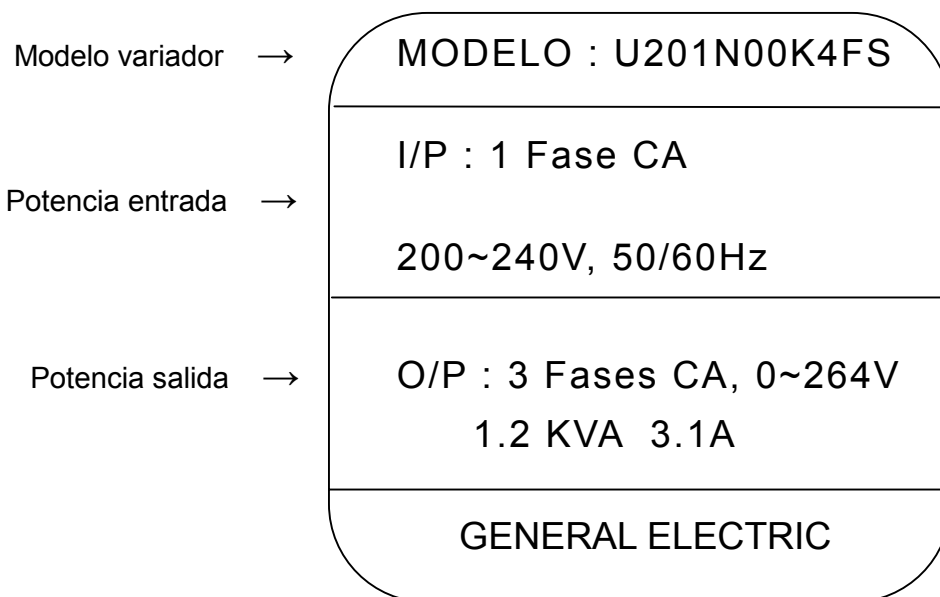 Modelo variador →
MODELO : U201N00K4FS
I/P : 1 Fase CA
Potencia entrada →
200~240V, 50/60Hz
Potencia salida →
O/P : 3 Fases CA, 0~264V
1.2 KVA 3.1A
GENERAL ELECTRIC